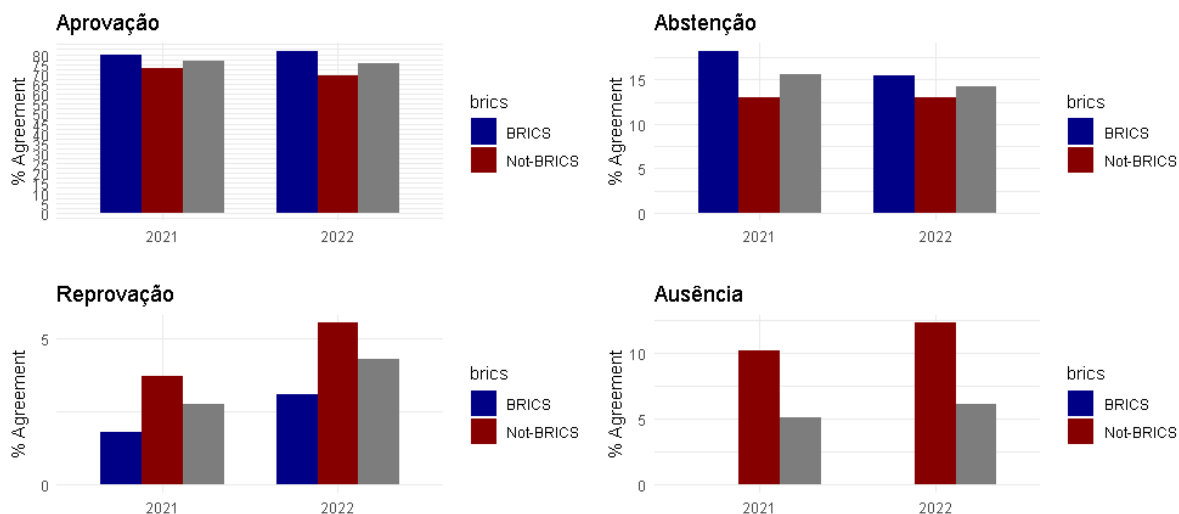 Aprovação
% Agreement
80
75
70
65
60
55
50
45
40
35
30
25
20
15
10
5
0
2021
2022
brics
BRICS
Not-BRICS
Abstenção
% Agreement
15
10
5
0
2021
2022
brics
BRICS
Not-BRICS
Reprovação
% Agreement
5
0
2021
2022
brics
BRICS
Not-BRICS
Ausência
% Agreement
10
5
0
2021
2022
brics
BRICS
Not-BRICS